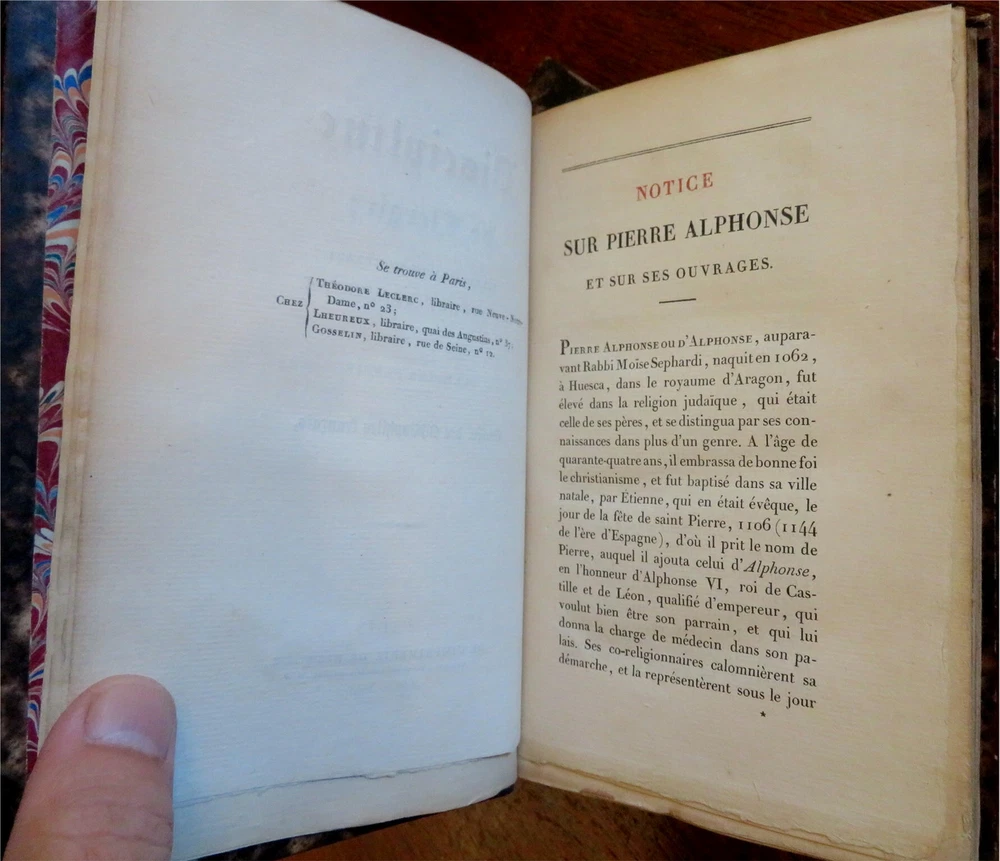 Se trouve à Paris,
CHEZ
THÉODORE LECLERC, libraire, rue Neuve-Notre-
Dame, nº 23;
LHEUREUX, libraire, quai des Augustins, nº 37;
GOSSELIN, libraire, rue de Seine, nº 12.
NOTICE
SUR PIERRE ALPHONSE
ET SUR SES OUVRAGES.
PIERRE ALPHONSE OU D'ALPHONSE, aupara-
vant Rabbi Moïse Sephardi, naquit en 1062,
à Huesca, dans le royaume d'Aragon, fut
élevé dans la religion judaïque, qui était
celle de ses pères, et se distingua par ses con-
naissances dans plus d'un genre. A l'âge de
quarante-quatre ans, il embrassa de bonne foi
le christianisme, et fut baptisé dans sa ville
natale, par Étienne, qui en était évêque, le
jour de la fête de saint Pierre, 1106 (1144
de l'ère d'Espagne), d'où il prit le nom de
Pierre, auquel il ajouta celui d'Alphonse,
en l'honneur d'Alphonse VI, roi de Cas-
tille et de Léon, qualifié d'empereur, qui
voulut bien être son parrain, et qui lui
donna la charge de médecin dans son pa-
lais. Ses co-religionnaires calomnièrent sa
démarche, et la représentèrent sous le jour
*